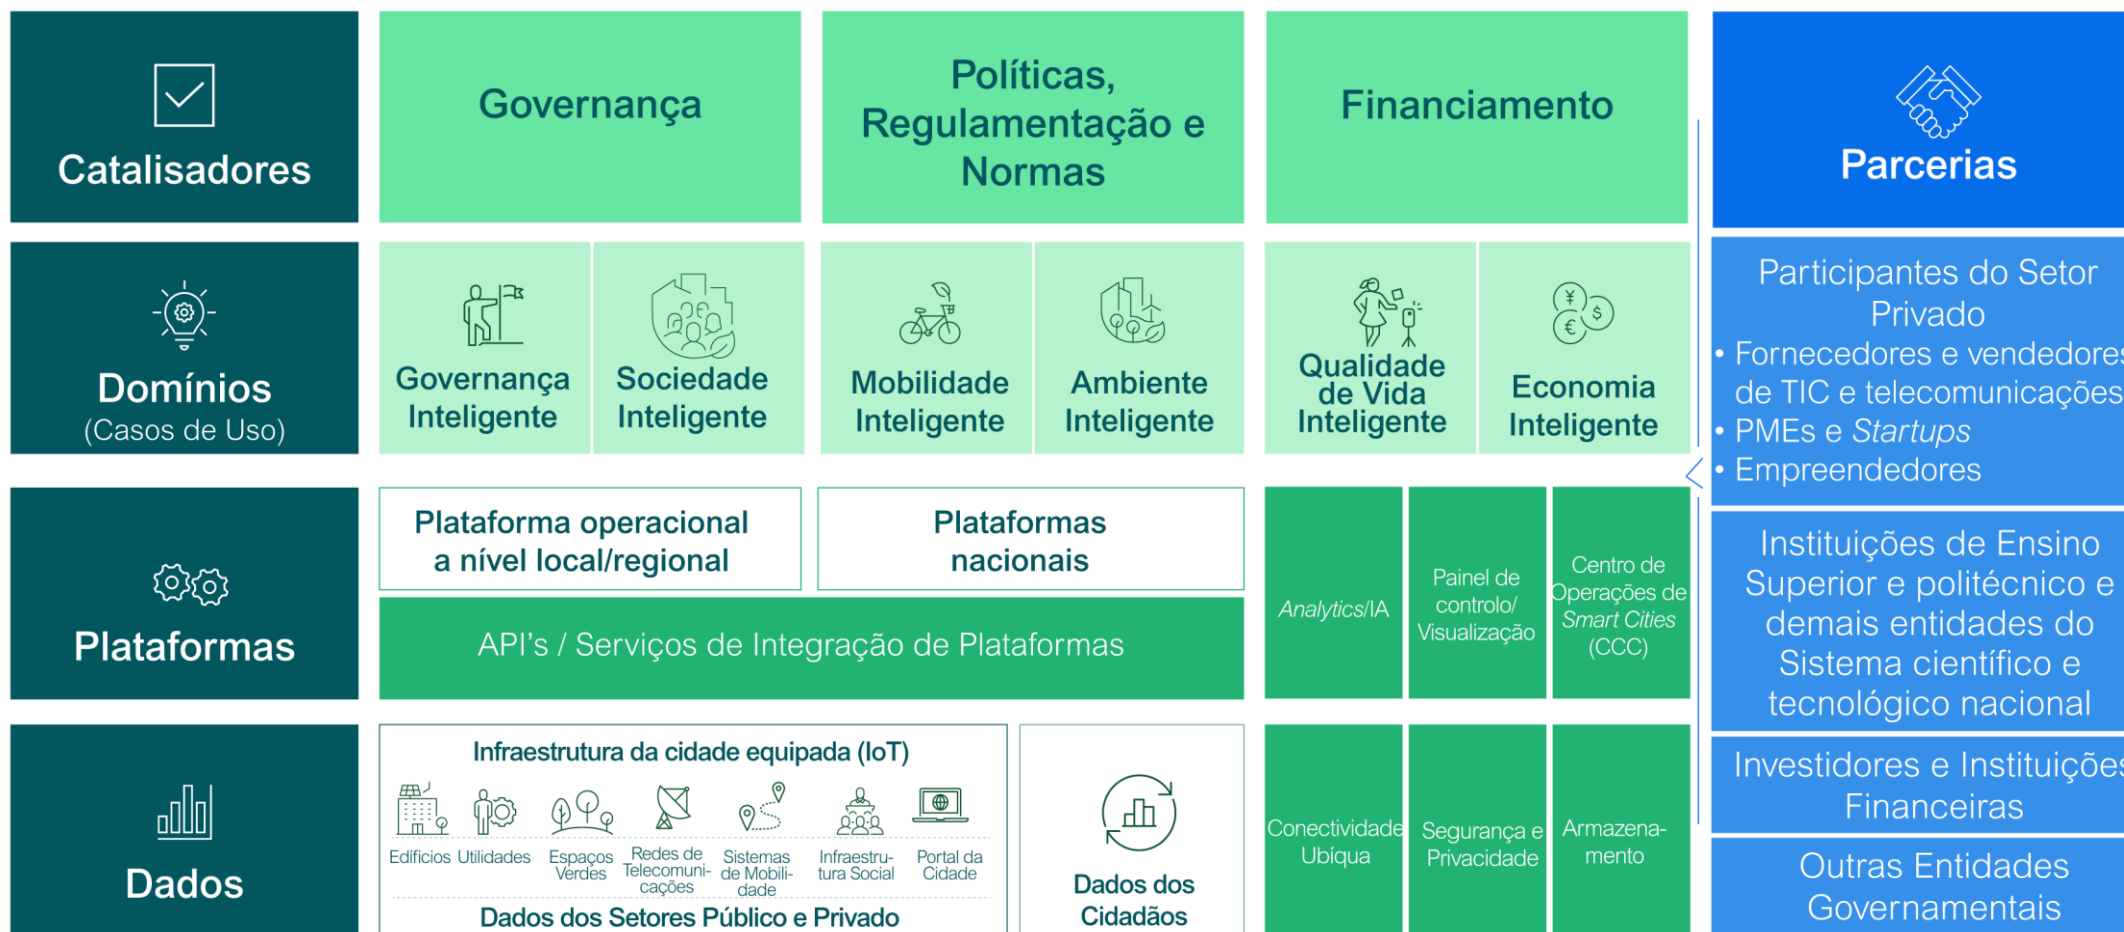 Catalisadores
Governança
Políticas,
Regulamentação e
Normas
Financiamento
Parcerias
Domínios
(Casos de Uso)
Governança
Inteligente
Sociedade
Inteligente
Mobilidade
Inteligente
Ambiente
Inteligente
Qualidade
de Vida
Inteligente
¥
$
€
Economia
Inteligente
Participantes do Setor
Privado
• Fornecedores e vendedores
de TIC e telecomunicações
• PMEs e Startups
• Empreendedores
Plataformas
Plataforma operacional
a nível local/regional
Plataformas
nacionais
API's / Serviços de Integração de Plataformas
Analytics/IA
Painel de
controlo/
Visualização
Centro de
Operações de
Smart Cities
(CCC)
Instituições de Ensino
Superior e politécnico e
demais entidades do
Sistema científico e
tecnológico nacional
Dados
Infraestrutura da cidade equipada (IoT)
Edíficios
Utilidades
Espaços
Verdes
Redes de
Telecomuni-
cações
Sistemas
de Mobili-
dade
Infraestru-
tura Social
Portal da
Cidade
Dados dos Setores Público e Privado
Dados dos
Cidadãos
Conectividade
Ubíqua
Segurança e
Privacidade
Armazena-
mento
Investidores e Instituições
Financeiras
Outras Entidades
Governamentais